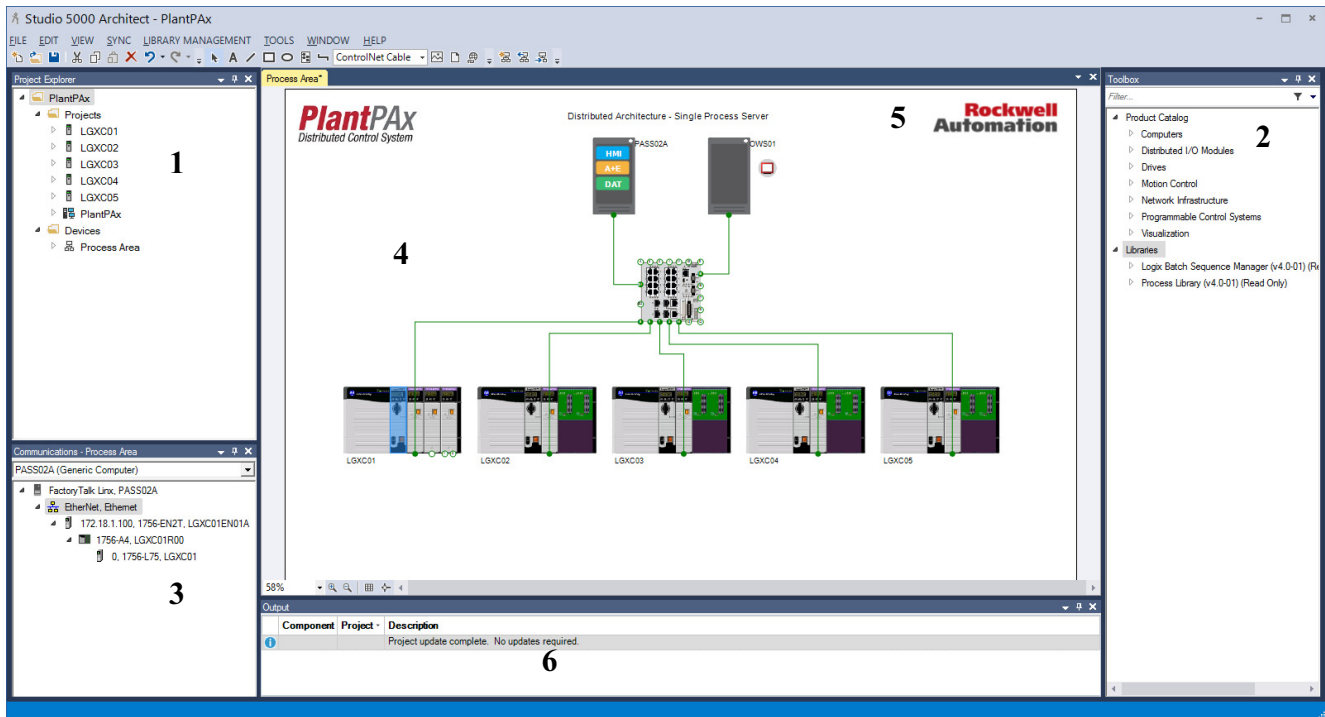 Studio 5000 Architect - PlantPAx
FILE EDIT VIEW SYNC LIBRARY MANAGEMENT TOOLS WINDOW HELP
ControlNet Cable
Project Explorer
PlantPAx
Projects
LGXC01
LGXC02
LGXC03
LGXC04
LGXC05
PlantPAx
Devices
Process Area
1
Communications - Process Area
PASS02A (Generic Computer)
FactoryTalk Linx, PASS02A
EtherNet, Ethernet
172.18.1.100, 1756-EN2T, LGXC01EN01A
1756-A4, LGXC01R00
0, 1756-L75, LGXC01
3
Process Area*
PlantPAx
Distributed Control System
Distributed Architecture - Single Process Server
5
Rockwell
Automation
PASS02A
OWS01
HMI
A+E
DAT
4
LGXC01
LGXC02
LGXC03
LGXC04
LGXC05
58%
Output
Component Project Description
Project update complete. No updates required.
6
Toolbox
Filter...
Product Catalog
Computers
Distributed I/O Modules
Drives
Motion Control
Network Infrastructure
Programmable Control Systems
Visualization
Libraries
Logix Batch Sequence Manager (v4.0-01) (Re
Process Library (v4.0-01) (Read Only)
2